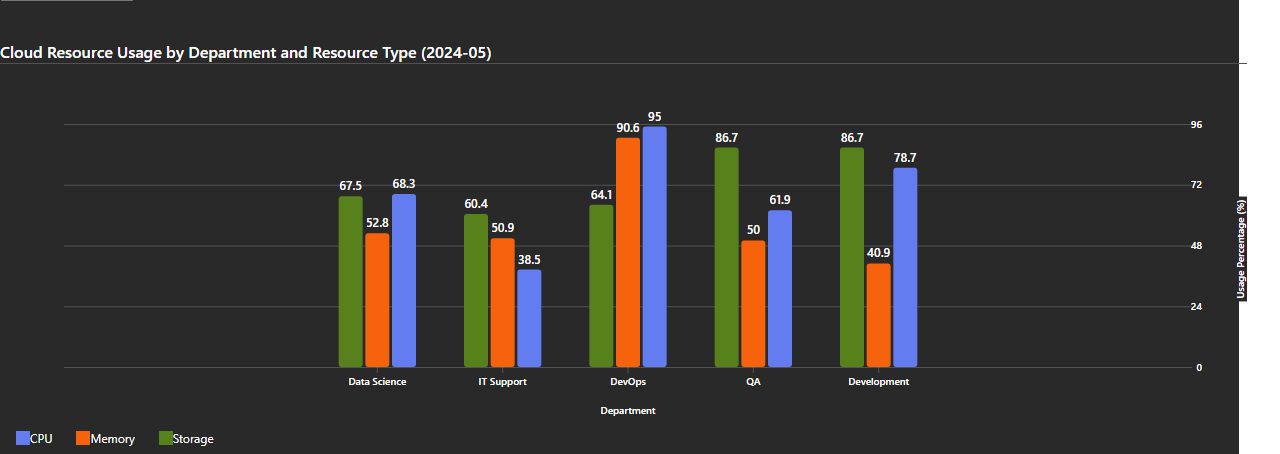 Cloud Resource Usage by Department and Resource Type (2024-05)
95
96
90.6
86.7
86.7
78.7
72
67.5
68.3
64.1
60.4
61.9
52.8
50.9
50
48
40.9
38.5
24
0
Usage Percentage (%)
Data Science
IT Support
DevOps
QA
Development
Department
CPU
Memory
Storage